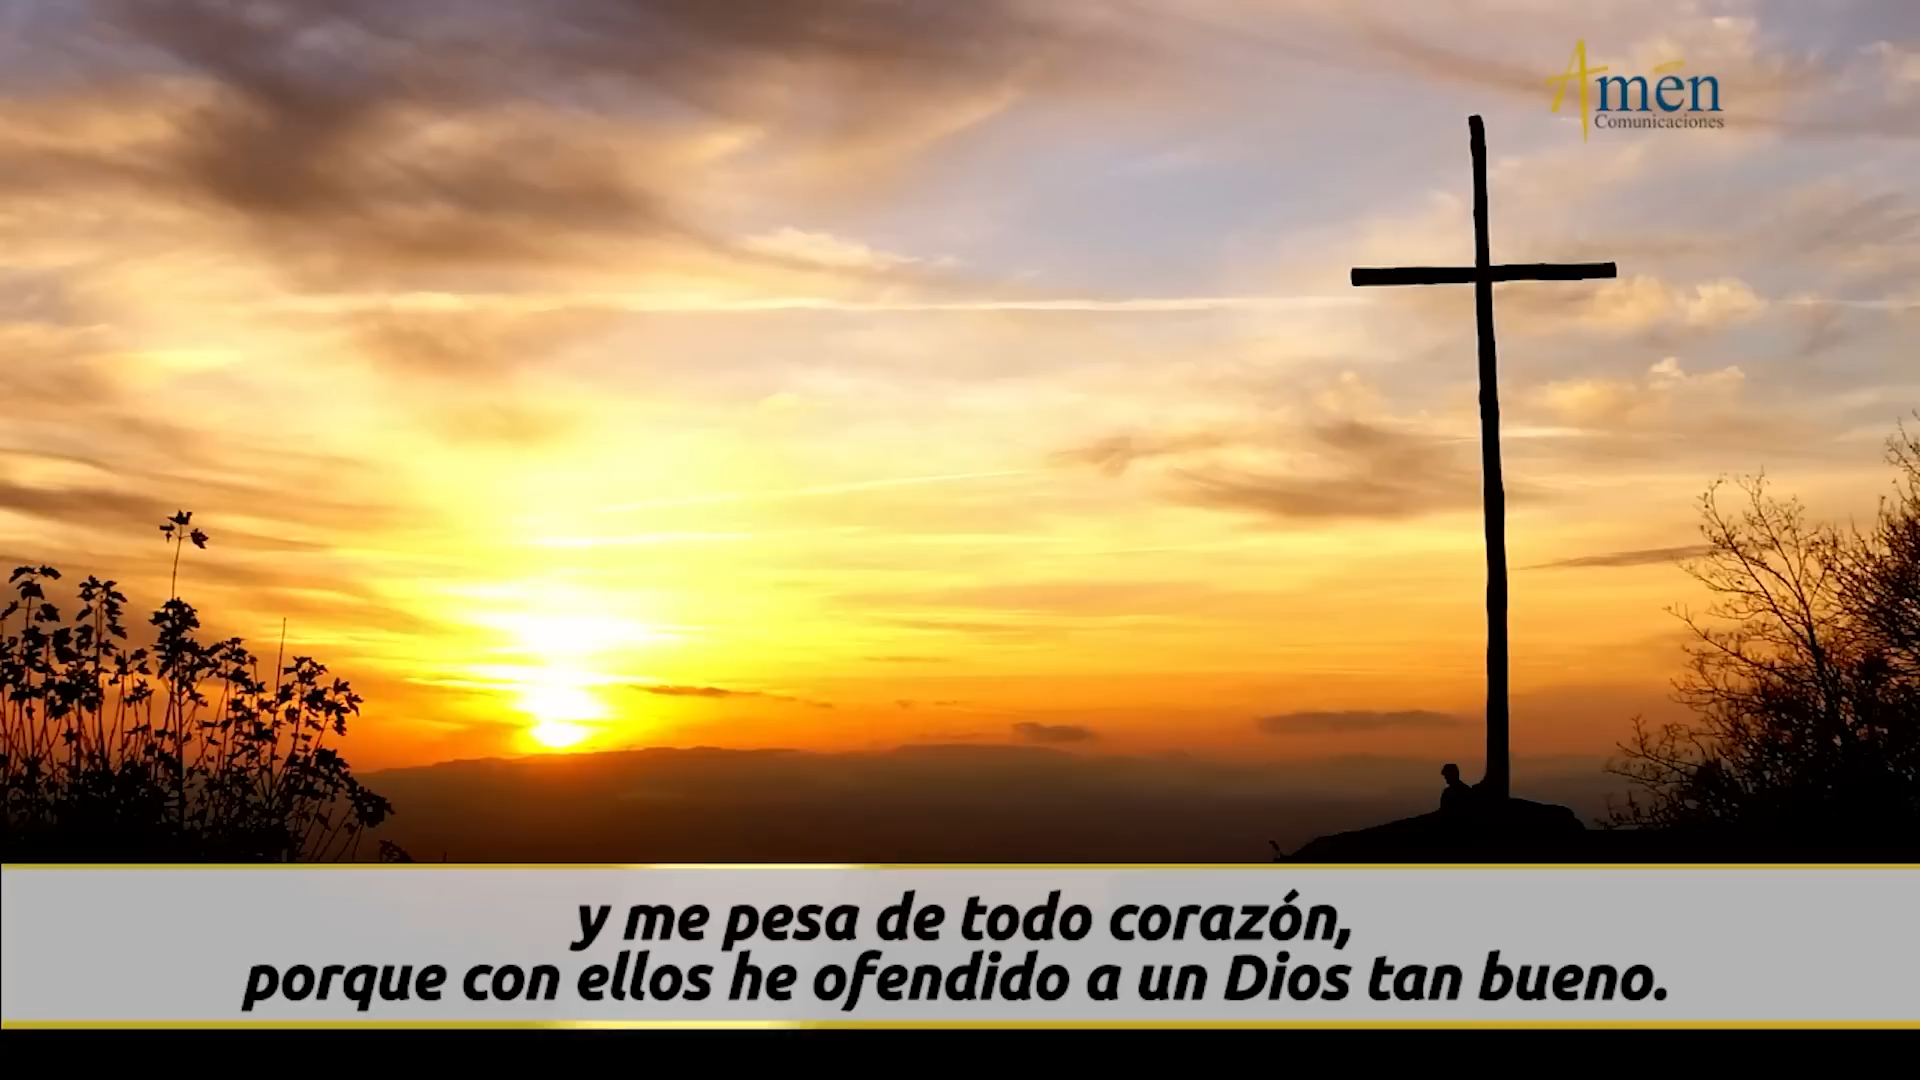 Amén
Comunicaciones
y me pesa de todo corazón,
porque con ellos he ofendido a un Dios tan bueno.